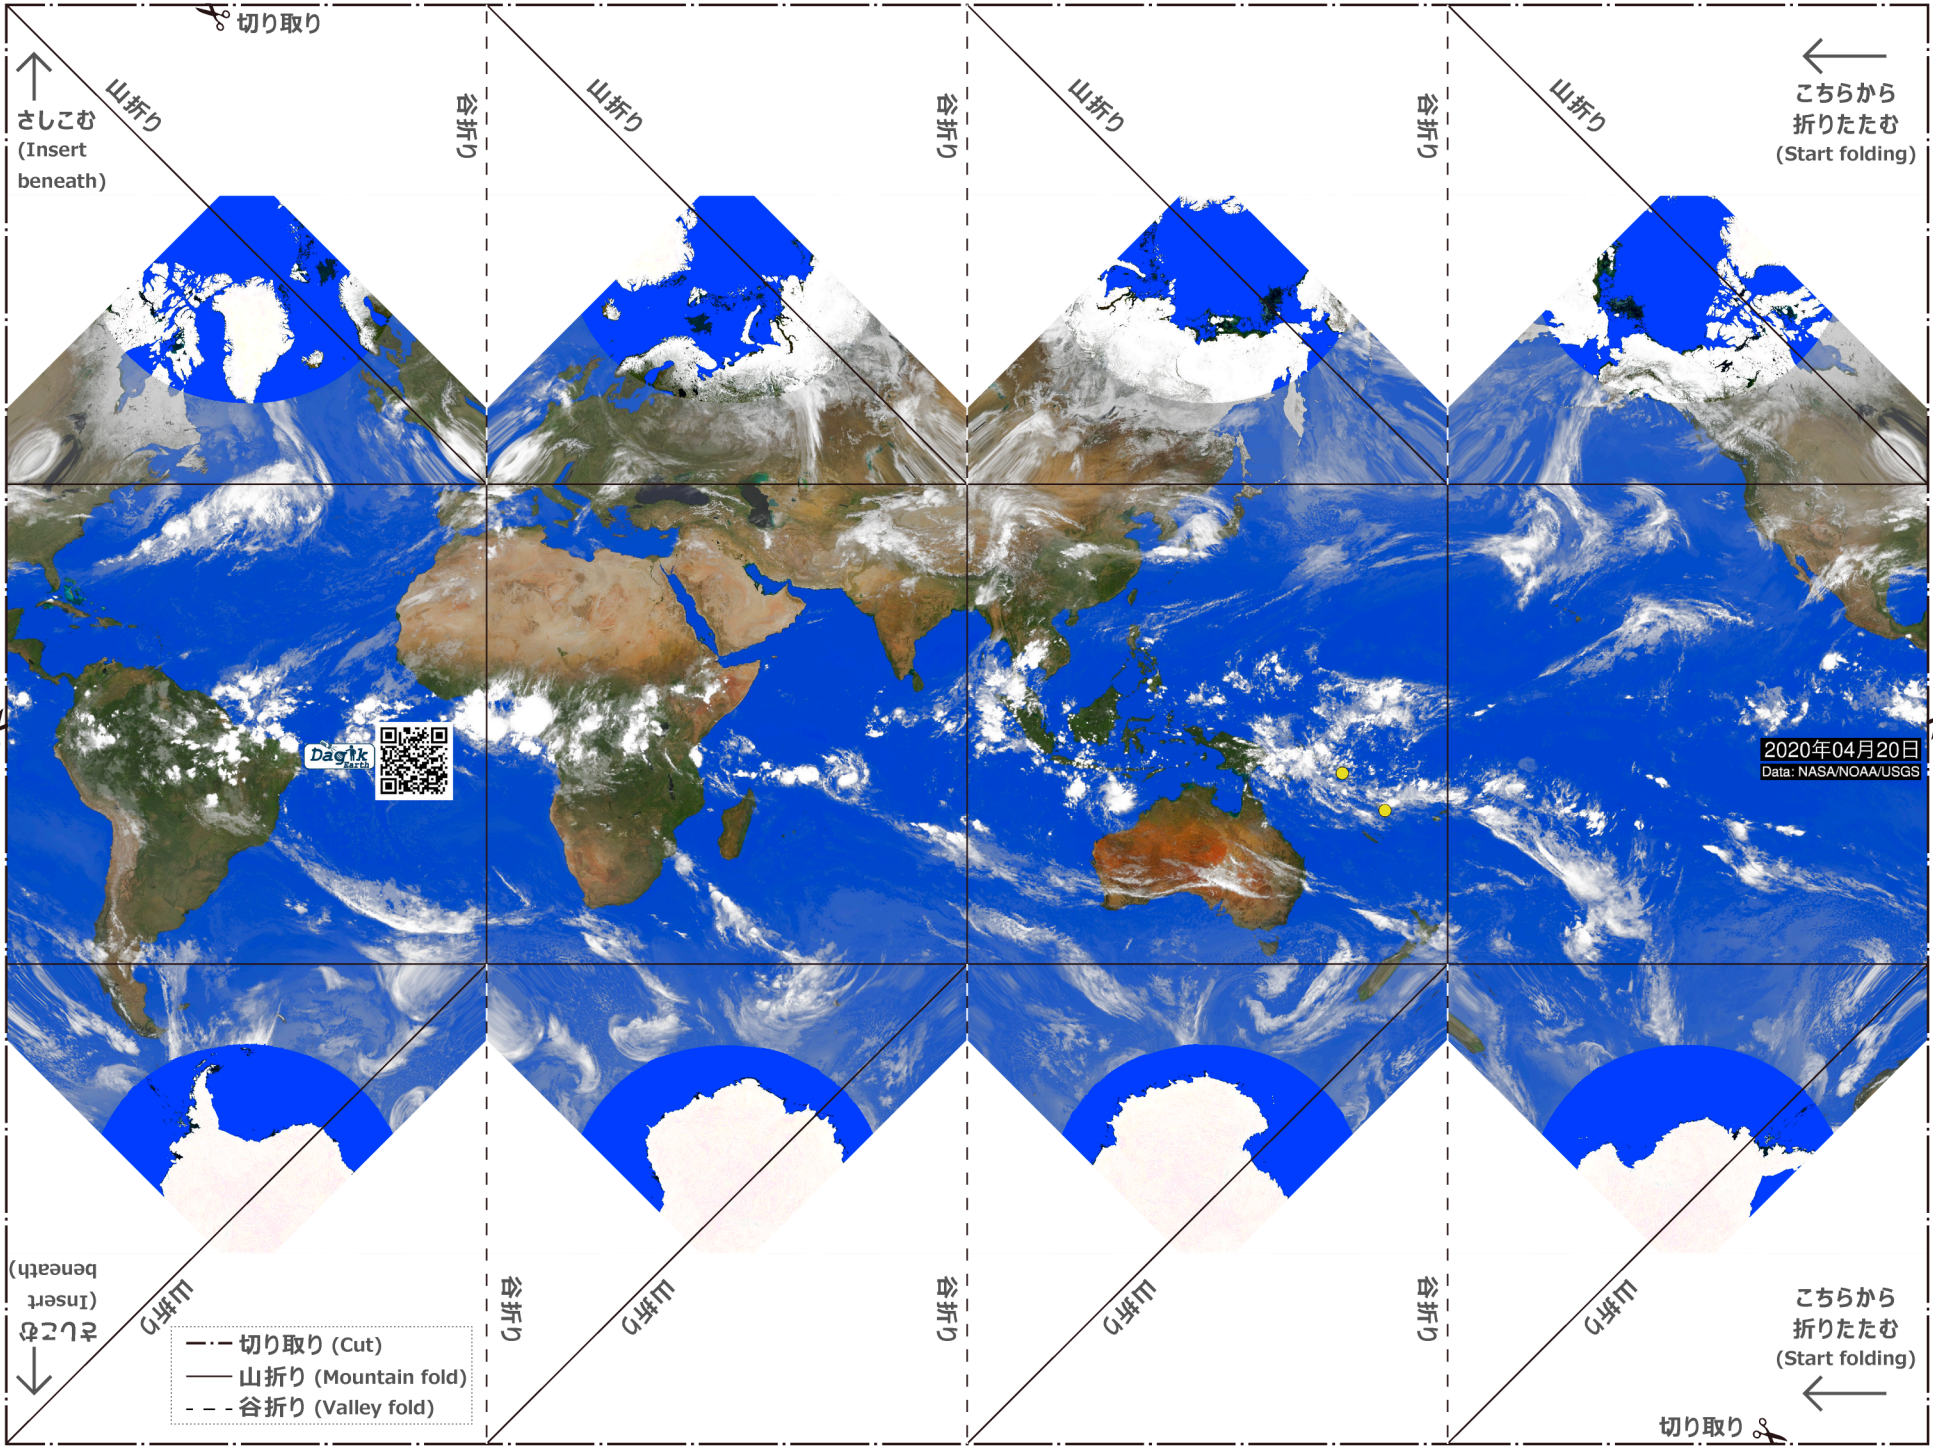 切り取り
こちらから
折りたたむ
(Start folding)
さしこむ
(Insert
beneath)
山折り
谷折り
山折り
谷折り
山折り
谷折り
山折り
Dagik
Earth
2020年04月20日
Data: NASA/NOAA/USGS
さしこむ
(Insert
beneath)
山折り
谷折り
山折り
谷折り
山折り
谷折り
山折り
こちらから
折りたたむ
(Start folding)
切り取り (Cut)
山折り (Mountain fold)
谷折り (Valley fold)
切り取り